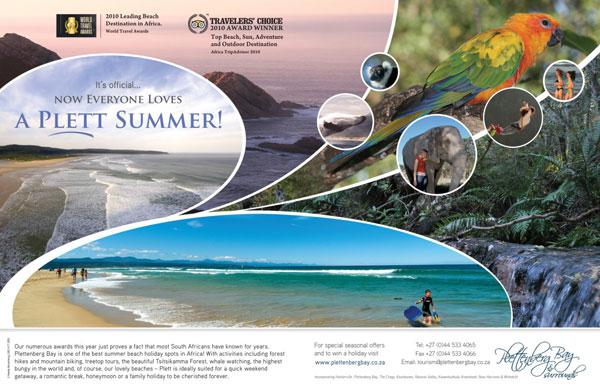 WORLD TRAVEL AWARDS
2010 Leading Beach
Destination in Africa.
World Travel Awards
TRAVELERS' CHOICE
2010 AWARD WINNER
Top Beach, Sun, Adventure
and Outdoor Destination
Africa TripAdvisor 2010
It's official...
NOW EVERYONE LOVES
A PLETT SUMMER!
Our numerous awards this year just proves a fact that most South Africans have known for years.
Plettenberg Bay is one of the best summer beach holiday spots in Africa! With activities including forest
hikes and mountain biking, treetop tours, the beautiful Tsitsikamma Forest, whale watching, the highest
bungy in the world and, of course, our lovely beaches – Plett is ideally suited for a quick weekend
getaway, a romantic break, honeymoon or a family holiday to be cherished forever.
For special seasonal offers
and to win a holiday visit
www.plettenbergbay.co.za
Tel: +27 (0)44 533 4065
Fax +27 (0)44 533 4066
Email: tourism@plettenbergbay.co.za
Plettenberg Bay
& surrounds